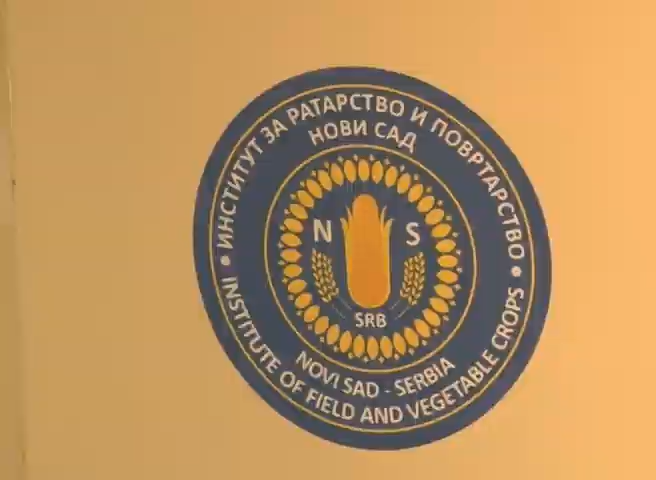 ИНСТИТУТ ЗА РАТАРСТВО И ПОВРТАРСТВО
НОВИ САД
N S
SRB
NOVI SAD - SERBIA
INSTITUTE OF FIELD AND VEGETABLE CROPS